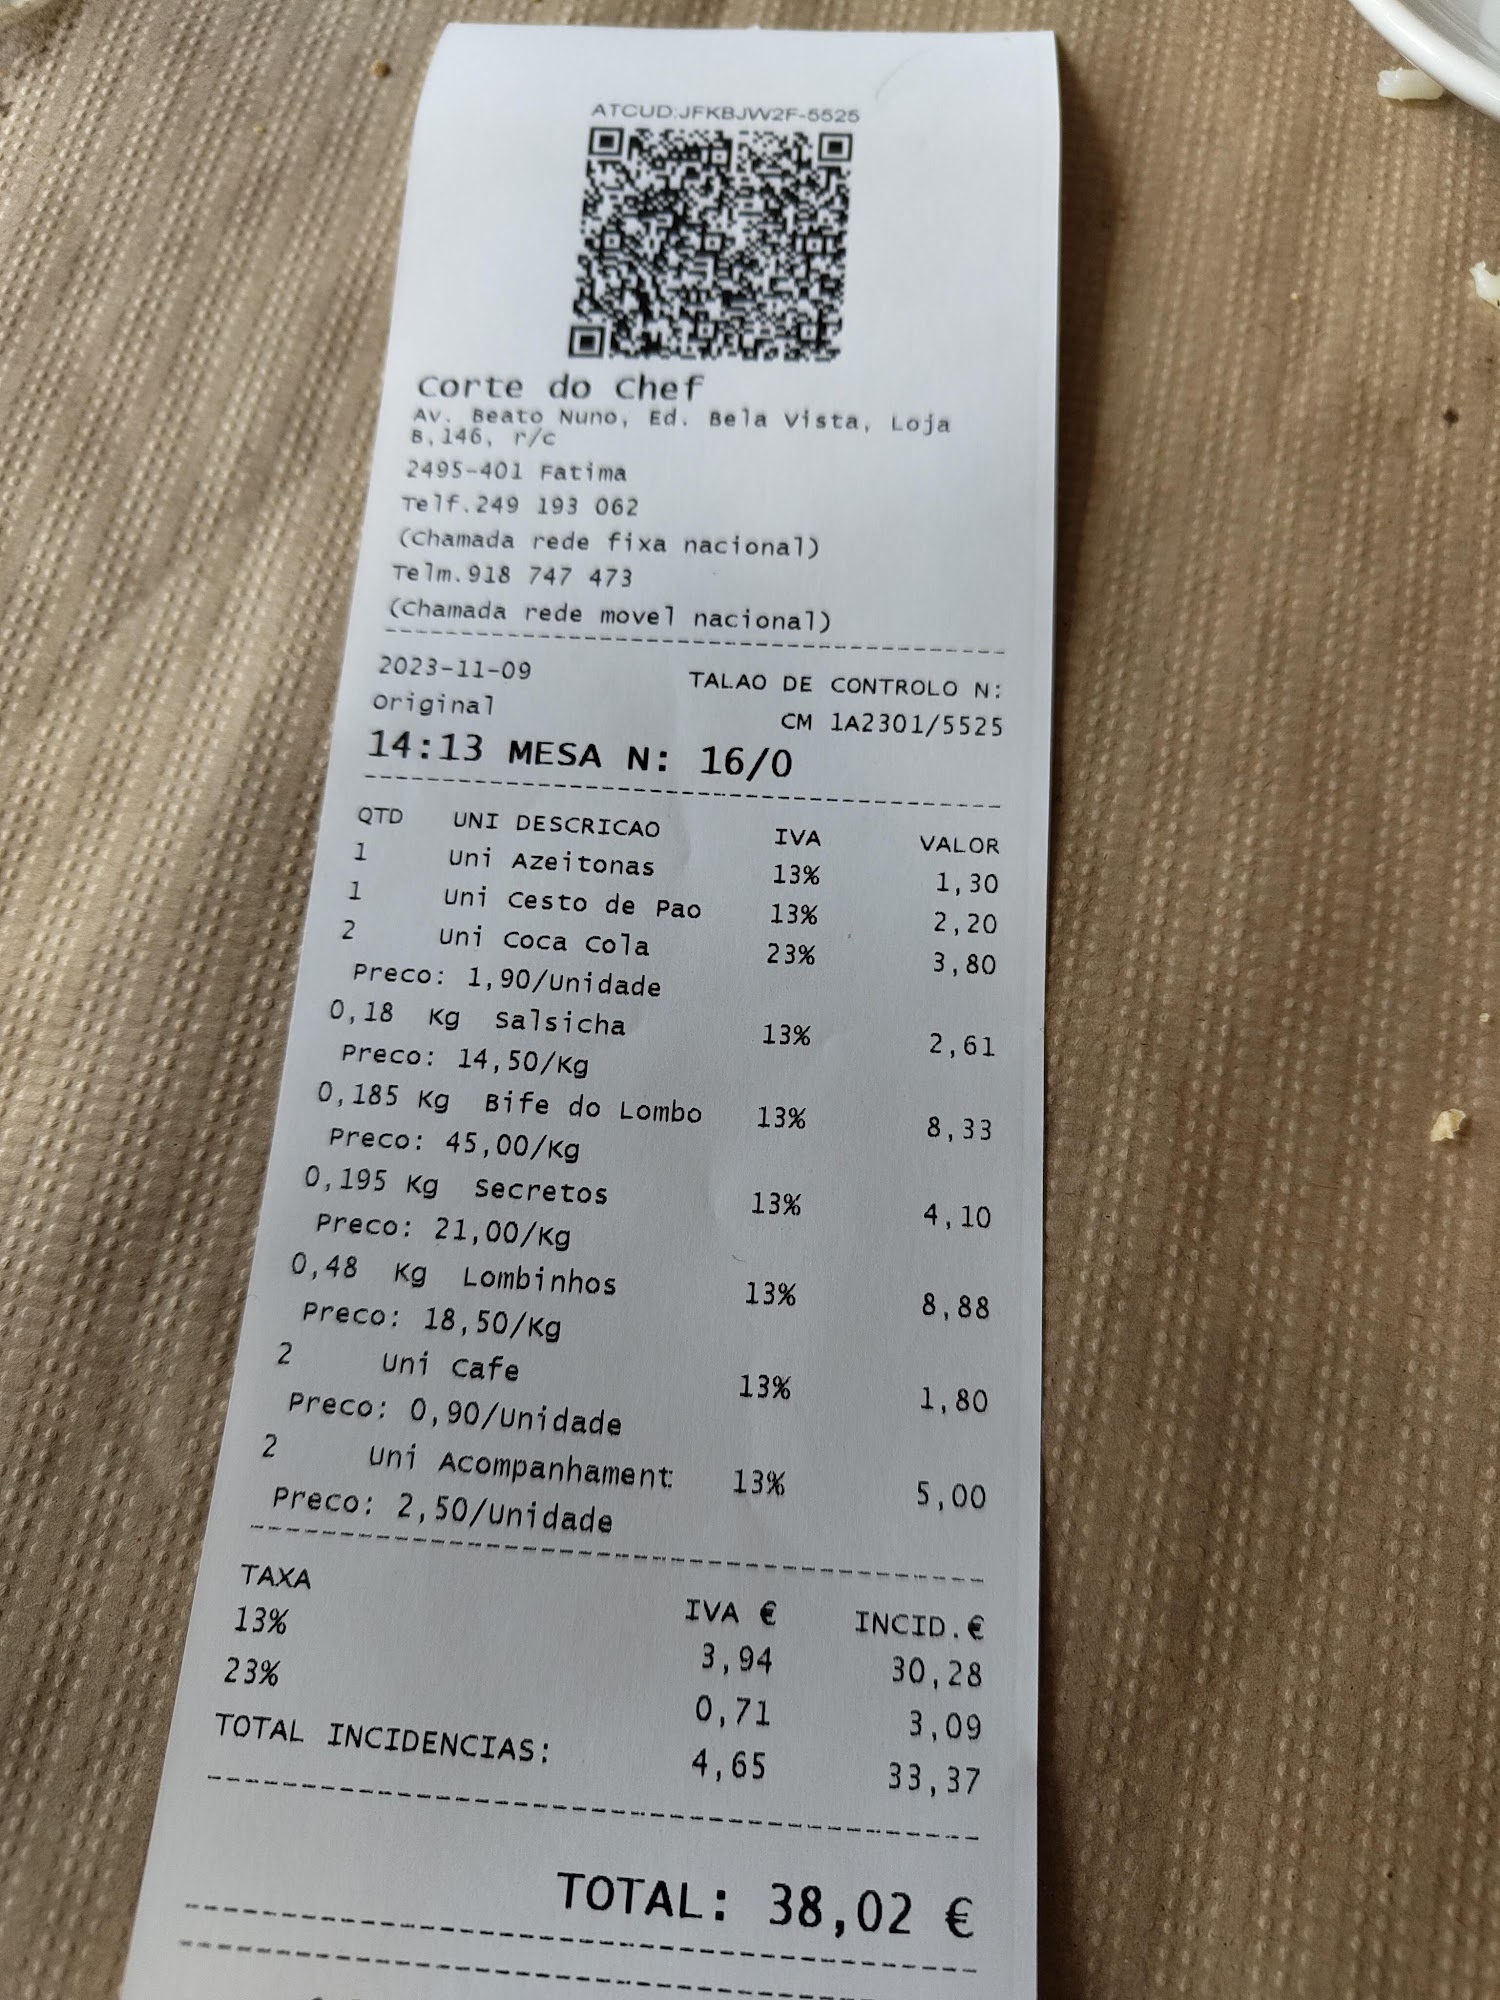 ATCUD:JFKBJW2F-5525
Corte do Chef
Av. Beato Nuno, Ed. Bela Vista, Loja
B,146, r/c
2495-401 Fatima
Telf.249 193 062
(Chamada rede fixa nacional)
Telm.918 747 473
(Chamada rede movel nacional)
2023-11-09 TALAO DE CONTROLO N:
Original CM 1A2301/5525
14:13 MESA N: 16/0
QTD UNI DESCRICAO IVA VALOR
1 Uni Azeitonas 13% 1,30
1 Uni Cesto de Pao 13% 2,20
2 Uni Coca Cola 23% 3,80
Preco: 1,90/Unidade
0,18 Kg Salsicha 13% 2,61
Preco: 14,50/Kg
0,185 Kg Bife do Lombo 13% 8,33
Preco: 45,00/Kg
0,195 Kg Secretos 13% 4,10
Preco: 21,00/Kg
0,48 Kg Lombinhos 13% 8,88
Preco: 18,50/Kg
2 Uni Cafe 13% 1,80
Preco: 0,90/Unidade
2 Uni Acompanhament 13% 5,00
Preco: 2,50/Unidade
TAXA IVA € INCID.€
13% 3,94 30,28
23% 0,71 3,09
TOTAL INCIDENCIAS: 4,65 33,37
TOTAL: 38,02 €